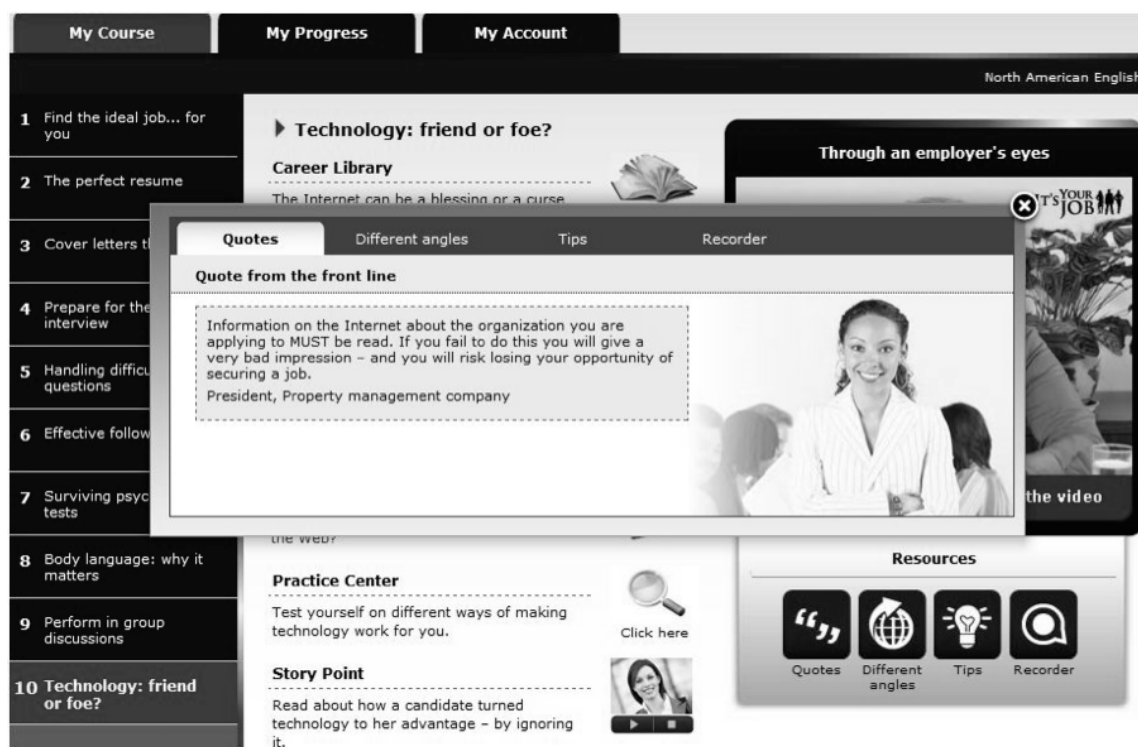 My Course
My Progress
My Account
North American English
1 Find the ideal job... for
you
2 The perfect resume
3 Cover letters
4 Prepare for the
interview
5 Handling
questions
6 Effective follow
7 Surviving
tests
8 Body language: why it
matters
9 Perform in group
discussions
10 Technology: friend
or foe?
Technology: friend or foe?
Career Library
The Internet can be a blessing or a curse
Quotes
Different angles
Tips
Recorder
Quote from the front line
Information on the Internet about the organization you are
applying to MUST be read. If you fail to do this you will give a
very bad impression – and you will risk losing your opportunity of
securing a job.
President, Property management company
the Web?
Practice Center
Test yourself on different ways of making
technology work for you.
Click here
Story Point
Read about how a candidate turned
technology to her advantage – by ignoring
it.
Through an employer's eyes
IT'S YOUR
JOB
the video
Resources
Quotes
Different
angles
Tips
Recorder